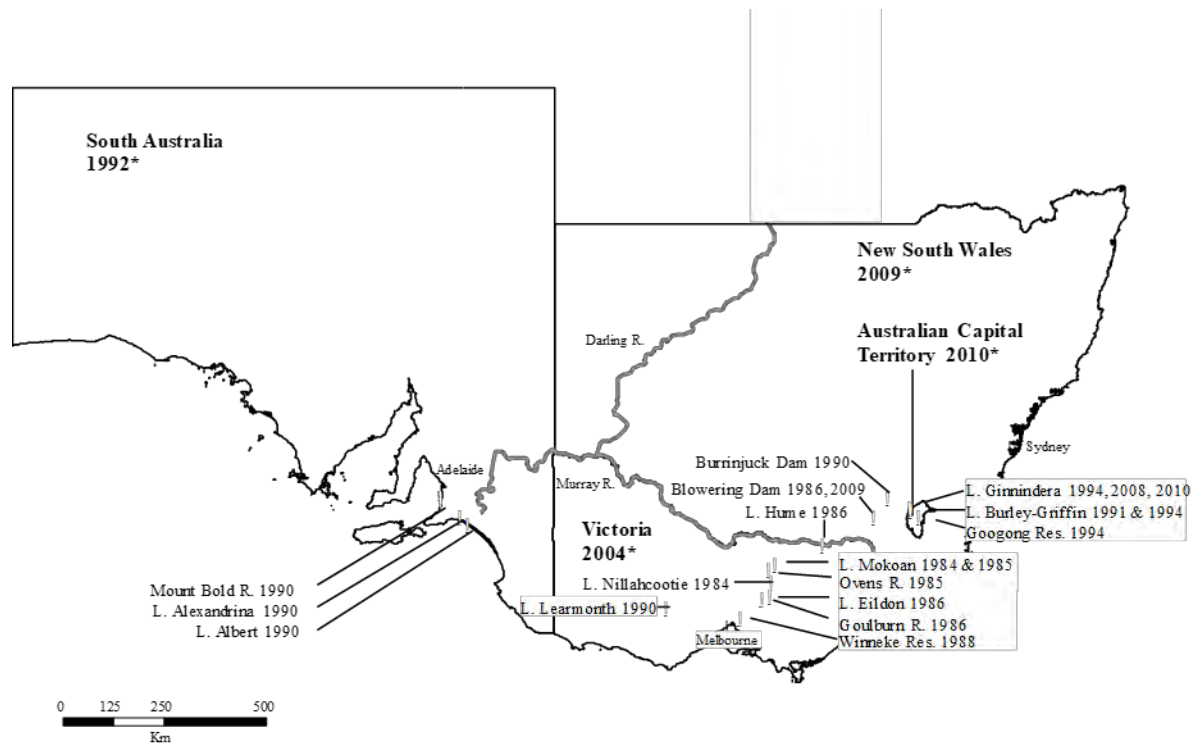 South Australia
1992*
New South Wales
2009*
Australian Capital
Territory 2010*
Darling R.
Sydney
Adelaide
Murray R.
Burrinjuck Dam 1990
Blowering Dam 1986,2009
L. Hume 1986
L. Ginnindera 1994,2008, 2010
L. Burley-Griffin 1991 & 1994
Googong Res. 1994
Victoria
2004*
L. Nillahcootie 1984
L. Learmonth 1990
Melbourne
L. Mokoan 1984 & 1985
Ovens R. 1985
L. Eildon 1986
Goulburn R. 1986
Winneke Res. 1988
Mount Bold R. 1990
L. Alexandrina 1990
L. Albert 1990
0 125 250 500
Km